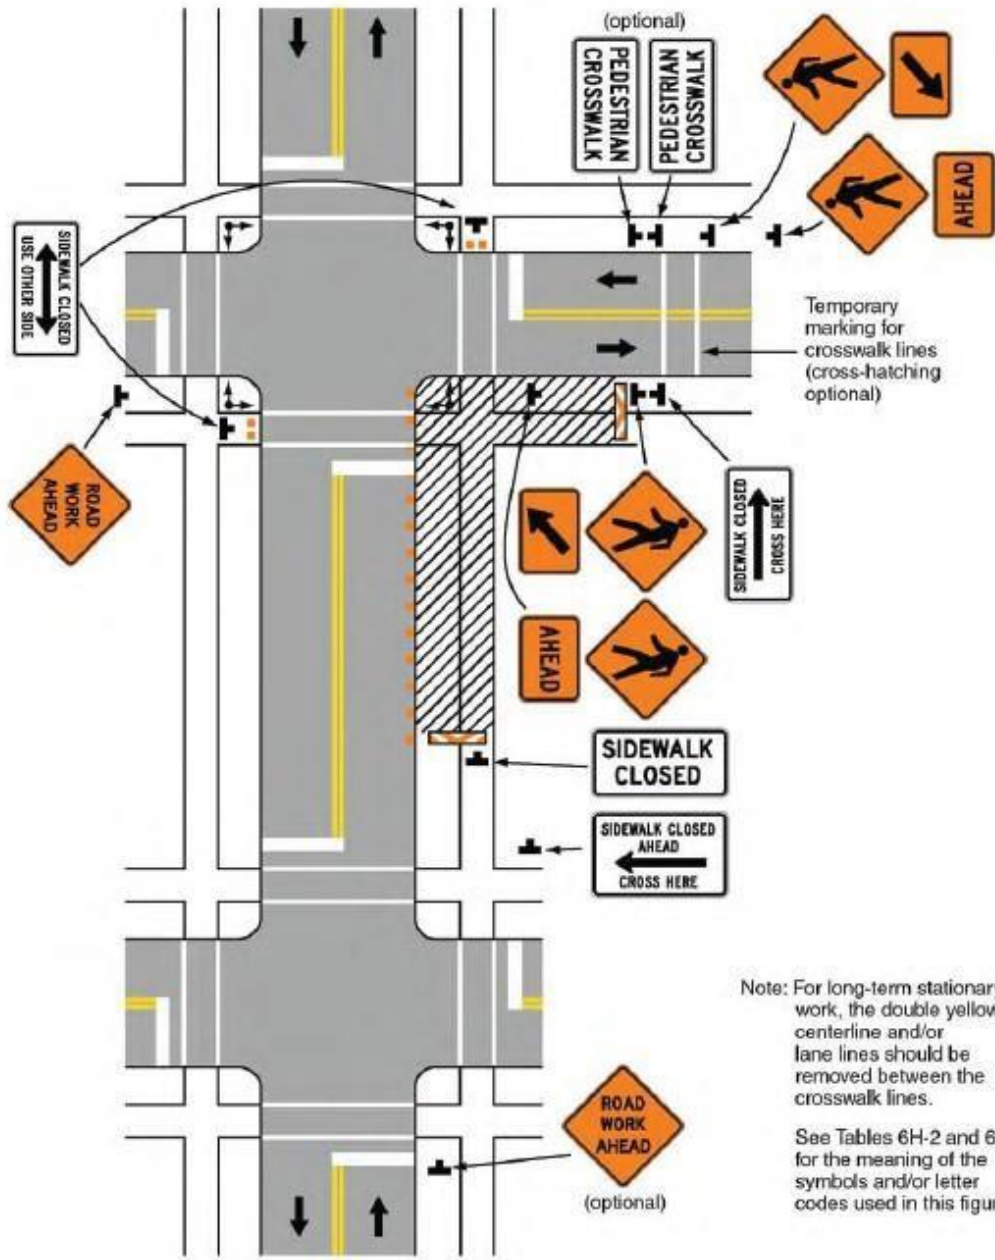 (optional)
PEDESTRIAN
CROSSWALK
PEDESTRIAN
CROSSWALK
AHEAD
SIDEWALK CLOSED
USE OTHER SIDE
Temporary
marking for
crosswalk lines
(cross-hatching
optional)
ROAD
WORK
AHEAD
SIDEWALK CLOSED
CROSS HERE
AHEAD
SIDEWALK
CLOSED
SIDEWALK CLOSED
AHEAD
CROSS HERE
Note: For long-term stationar
work, the double yellow
centerline and/or
lane lines should be
removed between the
crosswalk lines.
See Tables 6H-2 and 6
for the meaning of the
symbols and/or letter
codes used in this figur
ROAD
WORK
AHEAD
(optional)